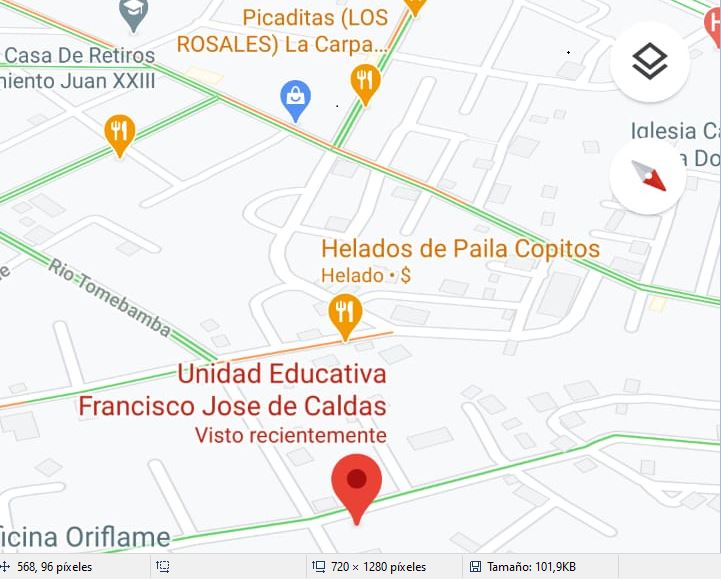 Picaditas (LOS
ROSALES) La Carpa...
Casa De Retiros
miento Juan XXIII
H
Iglesia Ca
a Do
Helados de Paila Copitos
Helado • $
Rio-Tomebamba
Unidad Educativa
Francisco Jose de Caldas
Visto recientemente
icina Oriflame
568, 96 píxeles
720 × 1280 píxeles
Tamaño: 101,9KB